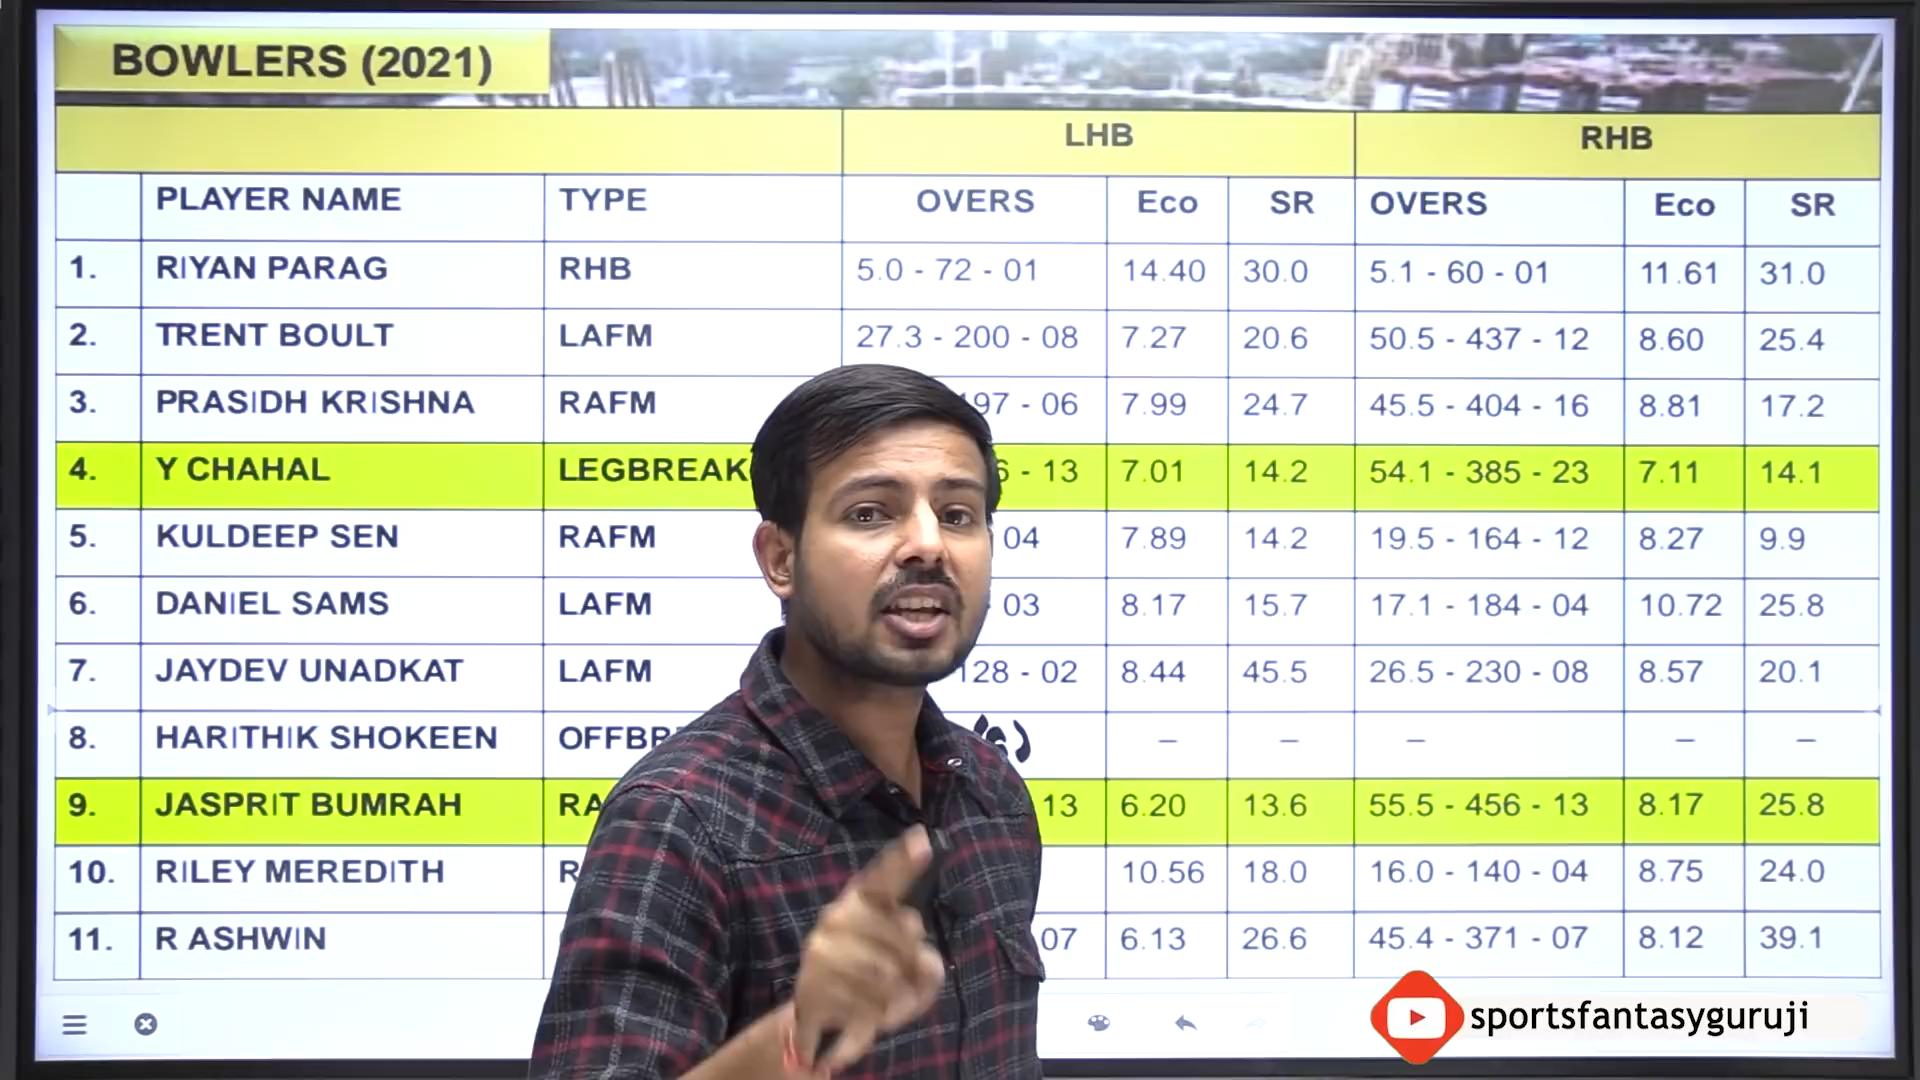 BOWLERS (2021)
LHB RHB
PLAYER NAME TYPE OVERS Eco SR OVERS Eco SR
1. RIYAN PARAG RHB 5.0 - 72 - 01 14.40 30.0 5.1 - 60 - 01 11.61 31.0
2. TRENT BOULT LAFM 27.3 - 200 - 08 7.27 20.6 50.5 - 437 - 12 8.60 25.4
3. PRASIDH KRISHNA RAFM 197 - 06 7.99 24.7 45.5 - 404 - 16 8.81 17.2
4. Y CHAHAL LEGBREAK 6 - 13 7.01 14.2 54.1 - 385 - 23 7.11 14.1
5. KULDEEP SEN RAFM 04 7.89 14.2 19.5 - 164 - 12 8.27 9.9
6. DANIEL SAMS LAFM - 03 8.17 15.7 17.1 - 184 - 04 10.72 25.8
7. JAYDEV UNADKAT LAFM 128 - 02 8.44 45.5 26.5 - 230 - 08 8.57 20.1
8. HARITHIK SHOKEEN – – – – –
9. JASPRIT BUMRAH 13 6.20 13.6 55.5 - 456 - 13 8.17 25.8
10. RILEY MEREDITH 10.56 18.0 16.0 - 140 - 04 8.75 24.0
11. R ASHWIN 07 6.13 26.6 45.4 - 371 - 07 8.12 39.1
sportsfantasyguruji